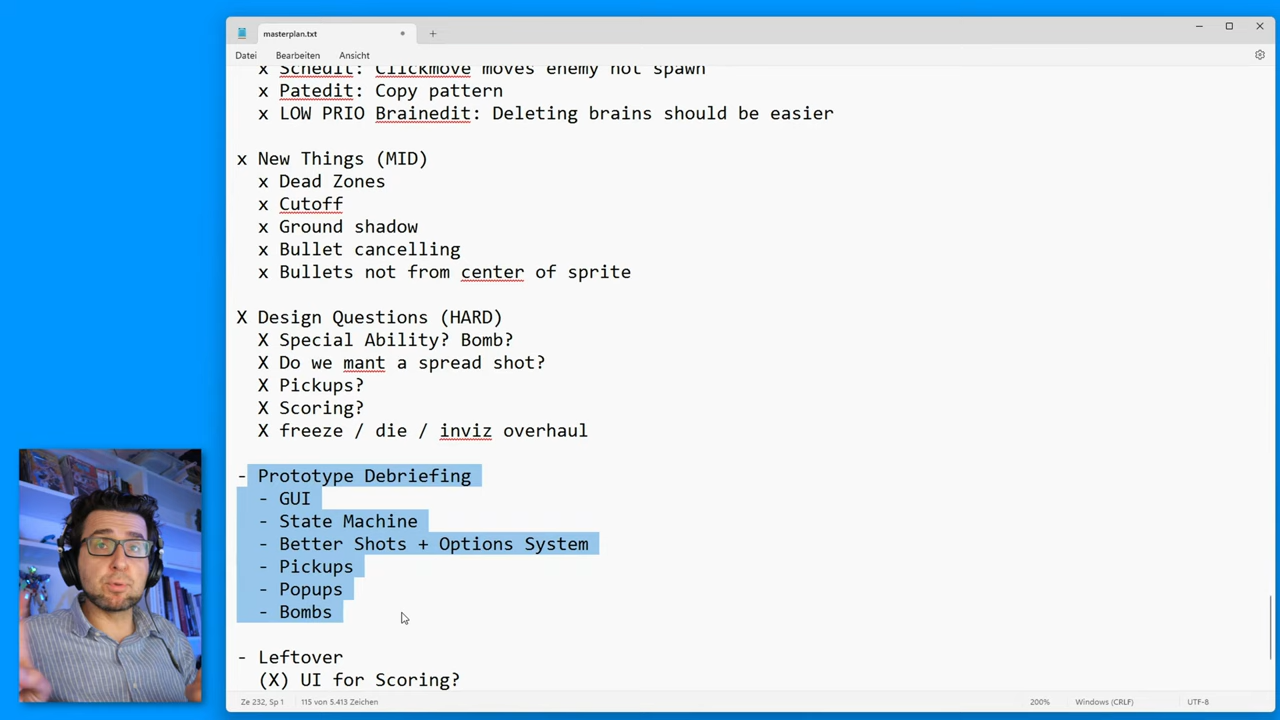 masterplan.txt
Datei Bearbeiten Ansicht
x Schedit: Clickmove moves enemy not spawn
x Patedit: Copy pattern
x LOW PRIO Brainedit: Deleting brains should be easier
x New Things (MID)
x Dead Zones
x Cutoff
x Ground shadow
x Bullet cancelling
x Bullets not from center of sprite
X Design Questions (HARD)
X Special Ability? Bomb?
X Do we mant a spread shot?
X Pickups?
X Scoring?
X freeze / die / inviz overhaul
- Prototype Debriefing
- GUI
- State Machine
- Better Shots + Options System
- Pickups
- Popups
- Bombs
- Leftover
(X) UI for Scoring?
Ze 232, Sp 1 115 von 5.413 Zeichen 200% Windows (CRLF) UTF-8